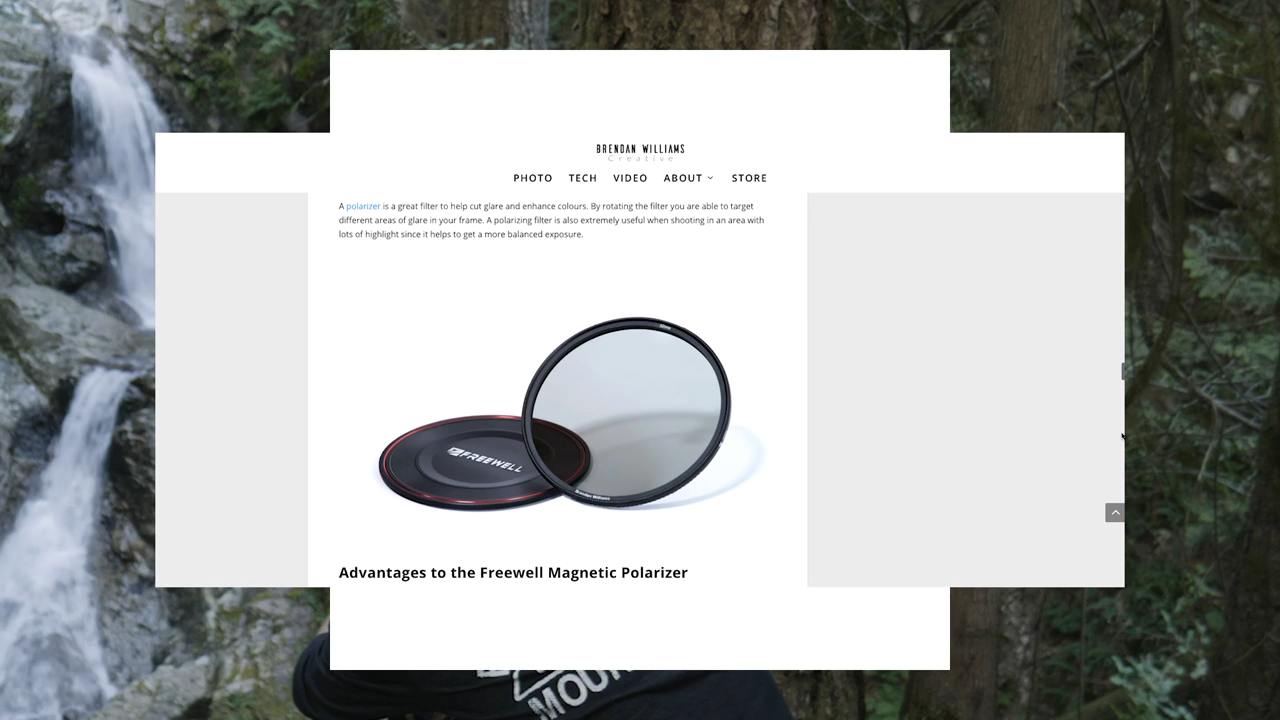 BRENDAN WILLIAMS
Creative
PHOTO TECH VIDEO ABOUT STORE
A polarizer is a great filter to help cut glare and enhance colours. By rotating the filter you are able to target
different areas of glare in your frame. A polarizing filter is also extremely useful when shooting in an area with
lots of highlight since it helps to get a more balanced exposure.
FREEWELL
Brendan Williams
Advantages to the Freewell Magnetic Polarizer